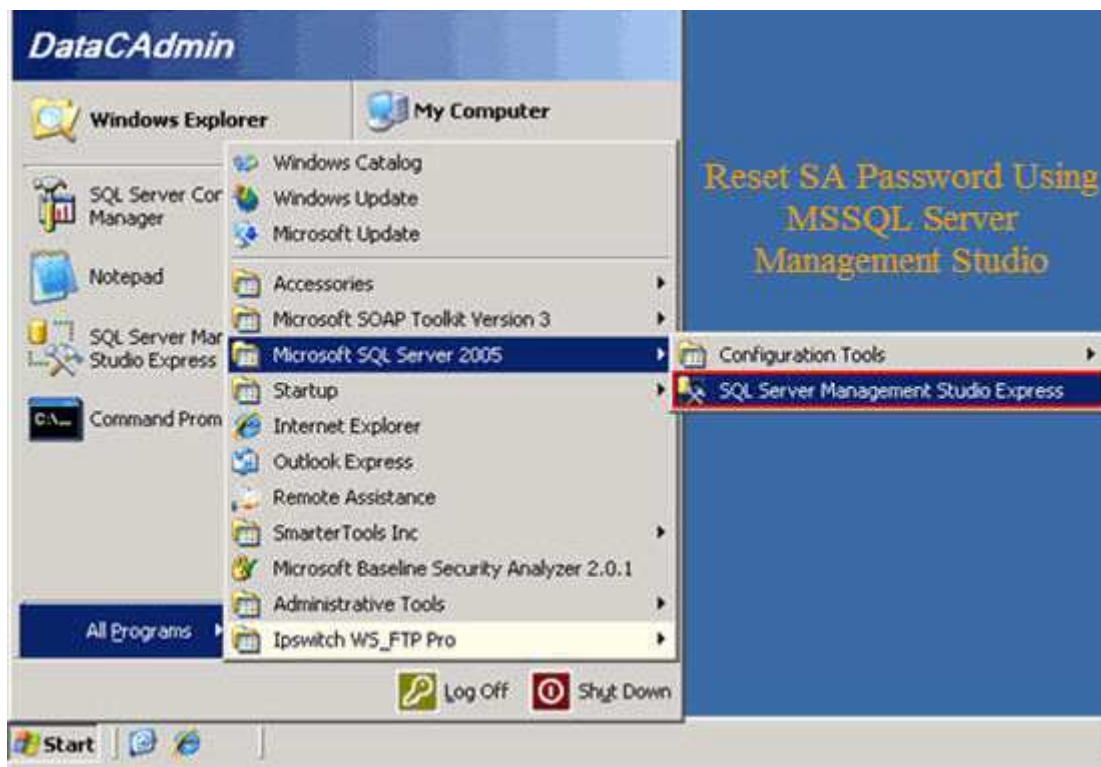 DataCAdmin
Windows Explorer
My Computer
SQL Server Cor
Manager
Notepad
SQL Server Mar
Studio Express
Command Prom
C:\_
All Programs
Windows Catalog
Windows Update
Microsoft Update
Accessories
Microsoft SOAP Toolkit Version 3
Microsoft SQL Server 2005
Startup
Internet Explorer
Outlook Express
Remote Assistance
SmarterTools Inc
Microsoft Baseline Security Analyzer 2.0.1
Administrative Tools
Ipswitch WS_FTP Pro
Configuration Tools
SQL Server Management Studio Express
Reset SA Password Using
MSSQL Server
Management Studio
Log Off
Shut Down
Start